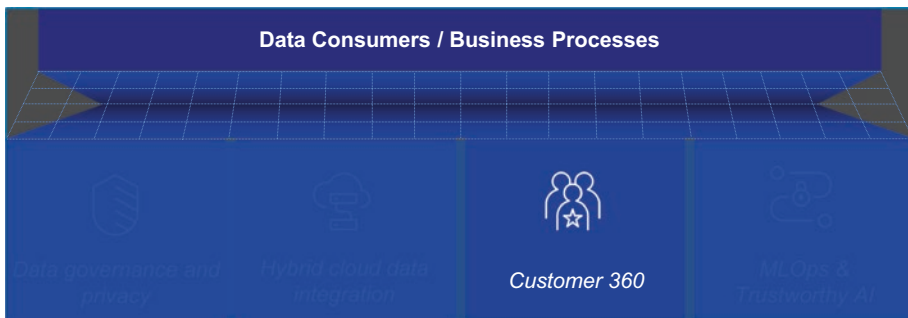 Data Consumers / Business Processes
Data governance and
privacy
Hybrid cloud data
integration
Customer 360
MLOps &
Trustworthy AI